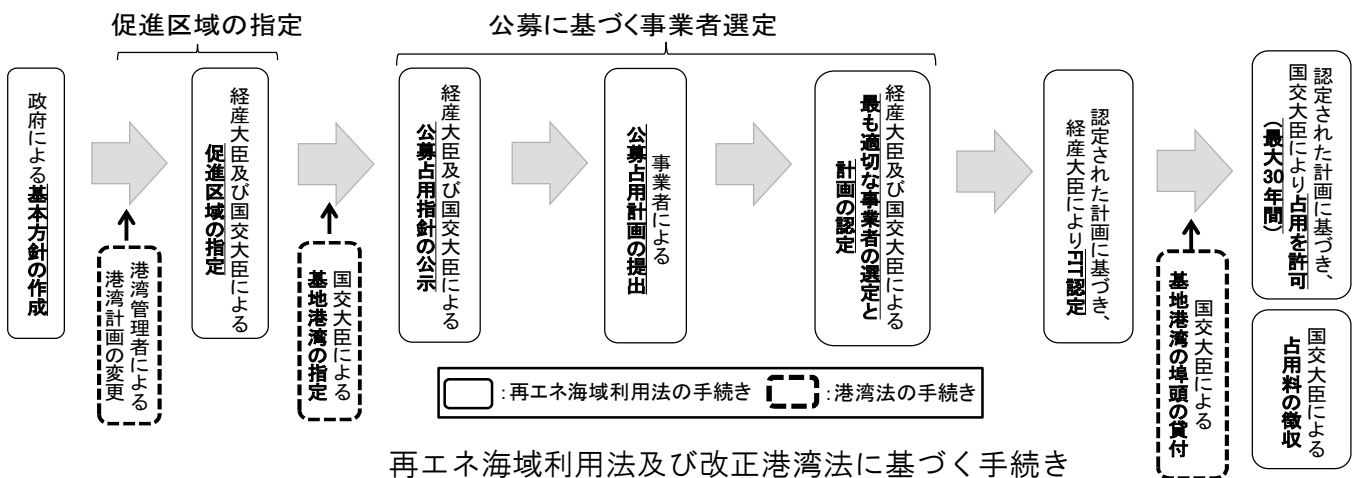 促進区域の指定
公募に基づく事業者選定
政府による基本方針の作成
港湾管理者による
港湾計画の変更
経産大臣及び国交大臣による
促進区域の指定
国交大臣による
基地港湾の指定
経産大臣及び国交大臣による
公募占用指針の公示
事業者による
公募占用計画の提出
経産大臣及び国交大臣による
最も適切な事業者の選定と
計画の認定
認定された計画に基づき、
経産大臣によりFIT認定
国交大臣による
基地港湾の埠頭の貸付
認定された計画に基づき、
国交大臣により占用を許可
(最大30年間)
国交大臣による
占用料の徴収
:再エネ海域利用法の手続き
:港湾法の手続き
再エネ海域利用法及び改正港湾法に基づく手続き